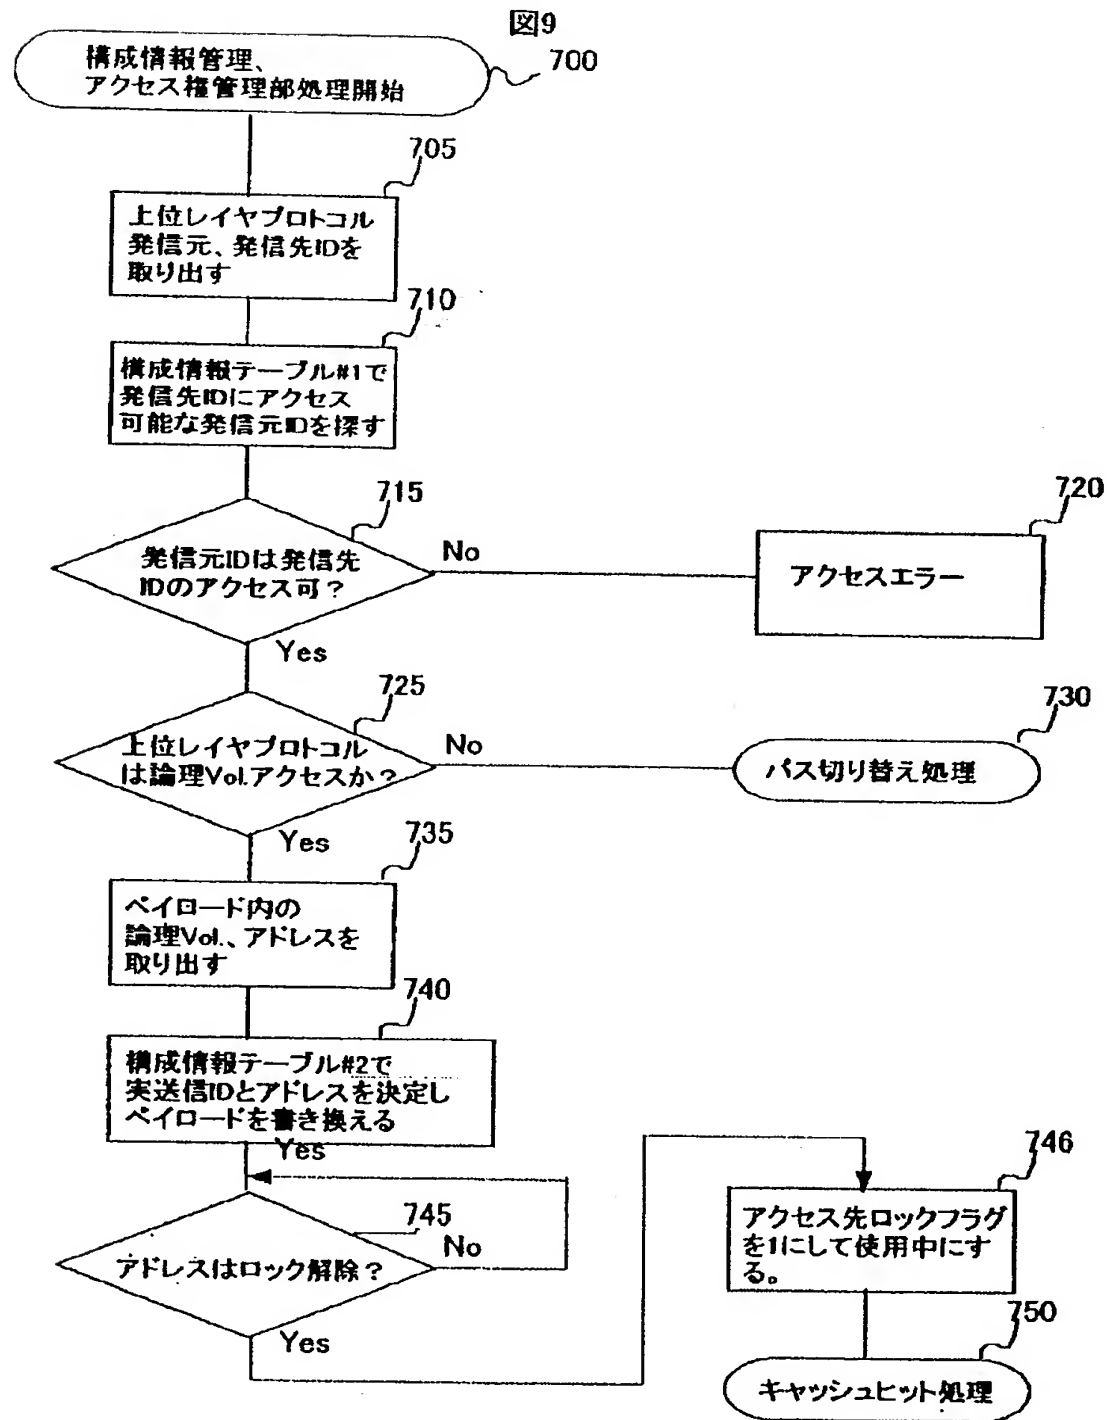 図9
構成情報管理、
アクセス権管理部処理開始
700
705
上位レイヤプロトコル
発信元、発信先IDを
取り出す
710
構成情報テーブル#1で
発信先IDにアクセス
可能な発信元IDを探す
715
発信元IDは発信先
IDのアクセス可?
No
720
アクセスエラー
Yes
725
上位レイヤプロトコル
は論理Vol.アクセスか?
No
730
パス切り替え処理
Yes
735
ペイロード内の
論理Vol.、アドレスを
取り出す
740
構成情報テーブル#2で
実送信IDとアドレスを決定し
ペイロードを書き換える
Yes
745
アドレスはロック解除?
No
Yes
746
アクセス先ロックフラグ
を1にして使用中にす
る。
750
キャッシュヒット処理